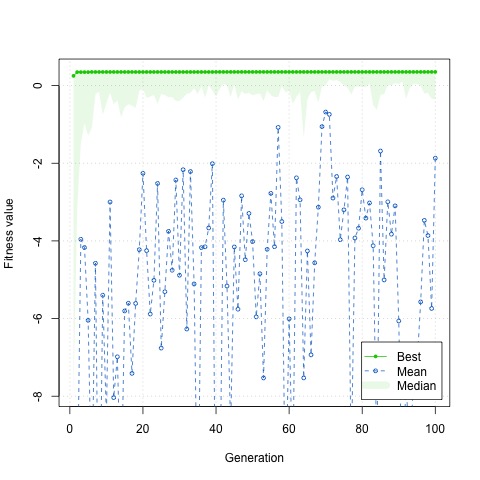 Fitness value
0
-2
-4
-6
-8
Best
Mean
Median
0 20 40 60 80 100
Generation